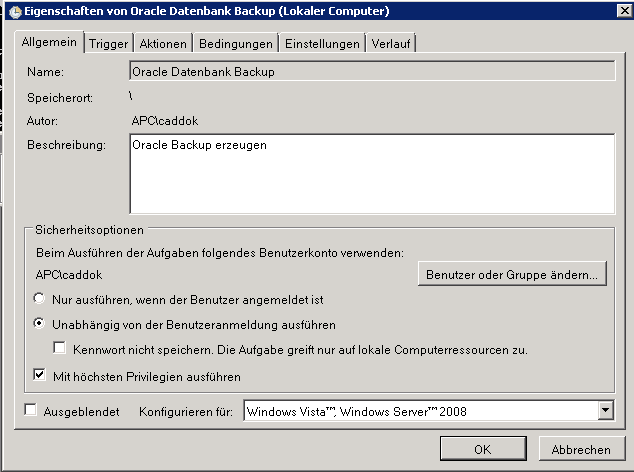 Eigenschaften von Oracle Datenbank Backup (Lokaler Computer)
Allgemein Trigger Aktionen Bedingungen Einstellungen Verlauf
Name: Oracle Datenbank Backup
Speicherort: \
Autor: APC\caddok
Beschreibung: Oracle Backup erzeugen
Sicherheitsoptionen
Beim Ausführen der Aufgaben folgendes Benutzerkonto verwenden:
APC\caddok Benutzer oder Gruppe ändern...
Nur ausführen, wenn der Benutzer angemeldet ist
Unabhängig von der Benutzeranmeldung ausführen
Kennwort nicht speichern. Die Aufgabe greift nur auf lokale Computerressourcen zu.
Mit höchsten Privilegien ausführen
Ausgeblendet Konfigurieren für: Windows Vista™, Windows Server™ 2008
OK Abbrechen